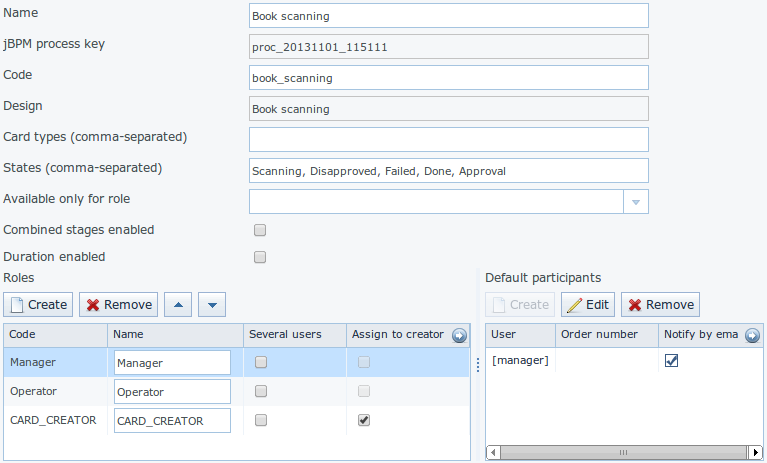 Name Book scanning
jBPM process key proc_20131101_115111
Code book_scanning
Design Book scanning
Card types (comma-separated)
States (comma-separated) Scanning, Disapproved, Failed, Done, Approval
Available only for role
Combined stages enabled
Duration enabled
Roles
Create Remove
Code Name Several users Assign to creator
Manager Manager
Operator Operator
CARD_CREATOR CARD_CREATOR
Default participants
Create Edit Remove
User Order number Notify by ema
[manager]